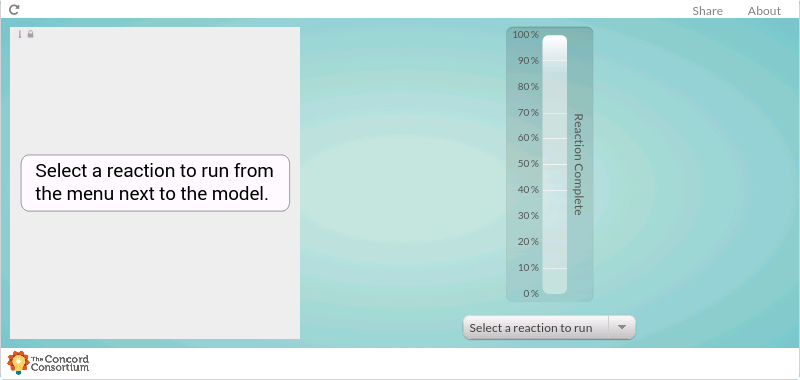 Share
About
Select a reaction to run from
the menu next to the model.
100 %
90 %
80 %
70 %
60 %
50 %
40 %
30 %
20 %
10 %
0 %
Reaction Complete
Select a reaction to run
The Concord
Consortium